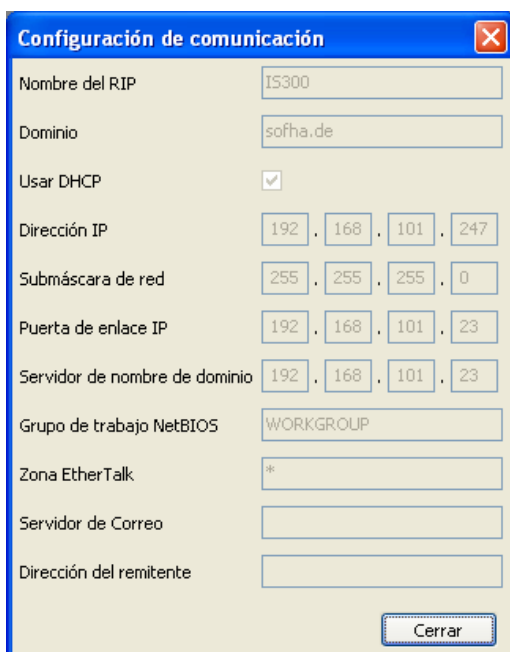 Configuración de comunicación
Nombre del RIP IS300
Dominio sofha.de
Usar DHCP
Dirección IP 192 . 168 . 101 . 247
Submáscara de red 255 . 255 . 255 . 0
Puerta de enlace IP 192 . 168 . 101 . 23
Servidor de nombre de dominio 192 . 168 . 101 . 23
Grupo de trabajo NetBIOS WORKGROUP
Zona EtherTalk *
Servidor de Correo
Dirección del remitente
Cerrar